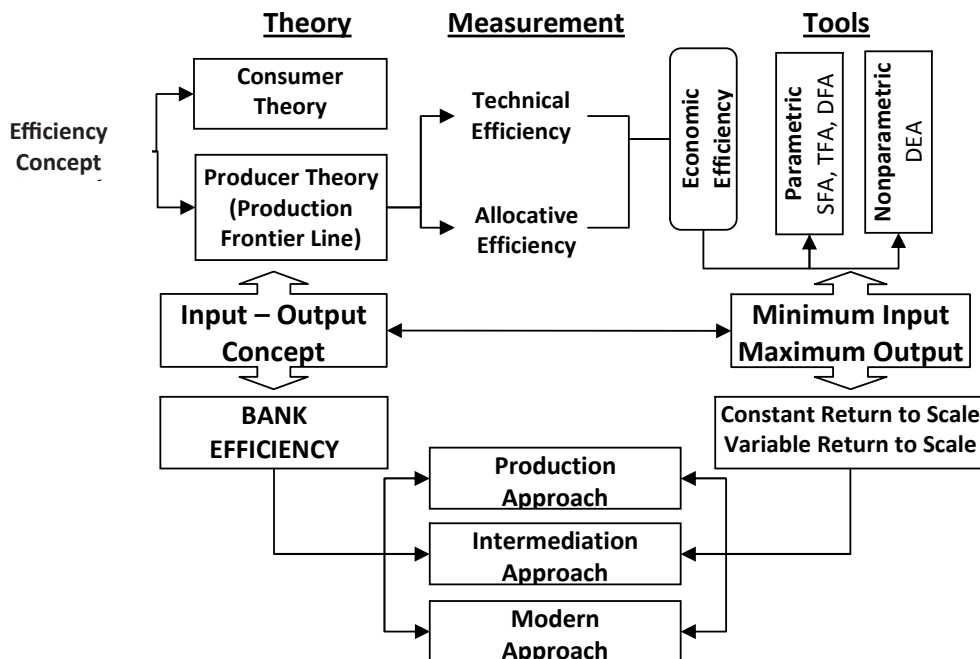 Theory
Measurement
Tools
Efficiency
Concept
Consumer
Theory
Producer Theory
(Production
Frontier Line)
Technical
Efficiency
Allocative
Efficiency
Economic
Efficiency
Parametric
SFA, TFA, DFA
Nonparametric
DEA
Input – Output
Concept
Minimum Input
Maximum Output
BANK
EFFICIENCY
Constant Return to Scale
Variable Return to Scale
Production
Approach
Intermediation
Approach
Modern
Approach